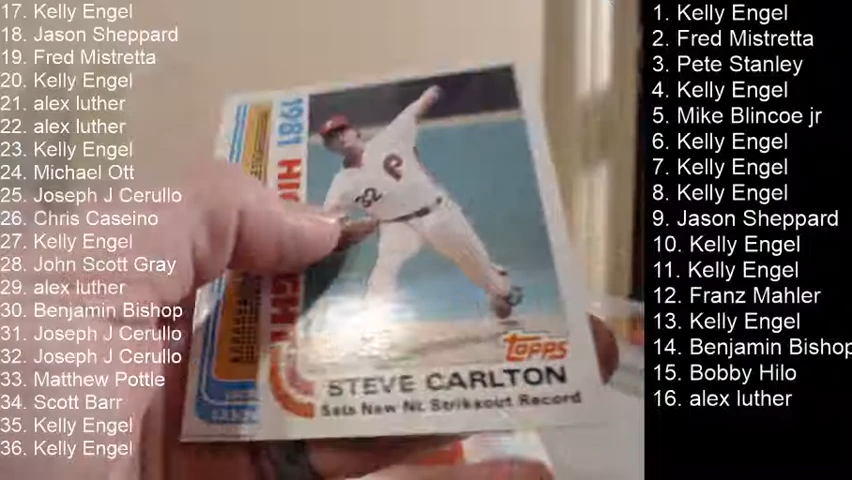 17. Kelly Engel
18. Jason Sheppard
19. Fred Mistretta
20. Kelly Engel
21. alex luther
22. alex luther
23. Kelly Engel
24. Michael Ott
25. Joseph J Cerullo
26. Chris Caseino
27. Kelly Engel
28. John Scott Gray
29. alex luther
30. Benjamin Bishop
31. Joseph J Cerullo
32. Joseph J Cerullo
33. Matthew Pottle
34. Scott Barr
35. Kelly Engel
36. Kelly Engel
1981
P
32
Topps
STEVE CARLTON
Sets New NL Strikeout Record
1. Kelly Engel
2. Fred Mistretta
3. Pete Stanley
4. Kelly Engel
5. Mike Blincoe jr
6. Kelly Engel
7. Kelly Engel
8. Kelly Engel
9. Jason Sheppard
10. Kelly Engel
11. Kelly Engel
12. Franz Mahler
13. Kelly Engel
14. Benjamin Bishop
15. Bobby Hilo
16. alex luther